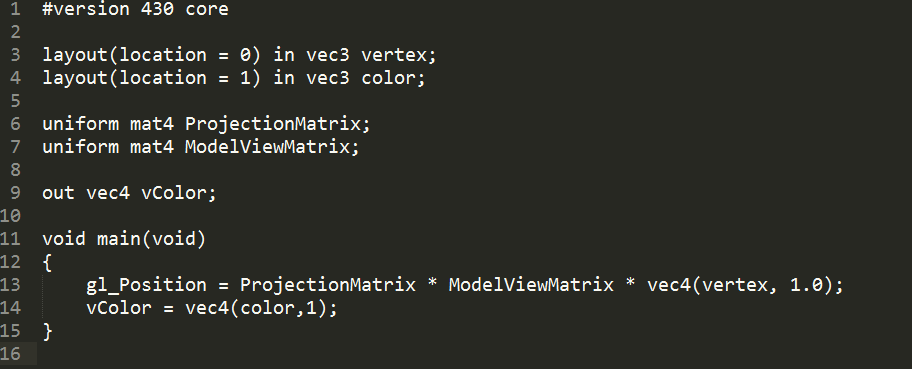 1 #version 430 core
2
3 layout(location = 0) in vec3 vertex;
4 layout(location = 1) in vec3 color;
5
6 uniform mat4 ProjectionMatrix;
7 uniform mat4 ModelViewMatrix;
8
9 out vec4 vColor;
10
11 void main(void)
12 {
13     gl_Position = ProjectionMatrix * ModelViewMatrix * vec4(vertex, 1.0);
14     vColor = vec4(color,1);
15 }
16